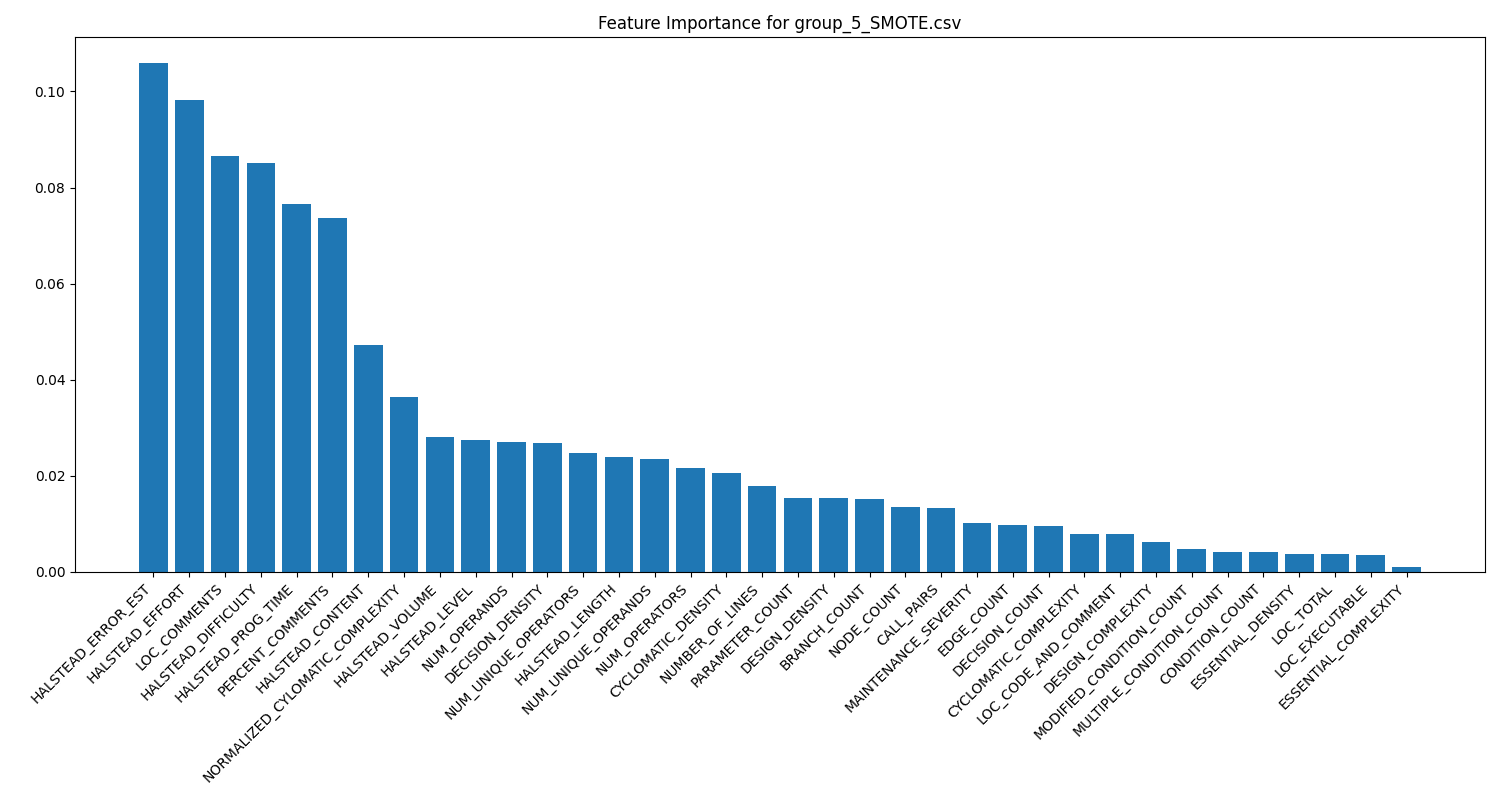 Feature Importance for group_5_SMOTE.csv
0.10
0.08
0.06
0.04
0.02
0.00
HALSTEAD_ERROR_EST
HALSTEAD_EFFORT
LOC_COMMENTS
HALSTEAD_DIFFICULTY
HALSTEAD_PROG_TIME
PERCENT_COMMENTS
HALSTEAD_CONTENT
NORMALIZED_CYLOMATIC_COMPLEXITY
HALSTEAD_VOLUME
HALSTEAD_LEVEL
NUM_OPERANDS
DECISION_DENSITY
NUM_UNIQUE_OPERATORS
HALSTEAD_LENGTH
NUM_UNIQUE_OPERANDS
NUM_OPERATORS
CYCLOMATIC_DENSITY
NUMBER_OF_LINES
PARAMETER_COUNT
DESIGN_DENSITY
BRANCH_COUNT
NODE_COUNT
CALL_PAIRS
MAINTENANCE_SEVERITY
EDGE_COUNT
DECISION_COUNT
CYCLOMATIC_COMPLEXITY
LOC_CODE_AND_COMMENT
DESIGN_COMPLEXITY
MODIFIED_CONDITION_COUNT
MULTIPLE_CONDITION_COUNT
CONDITION_COUNT
ESSENTIAL_DENSITY
LOC_TOTAL
LOC_EXECUTABLE
ESSENTIAL_COMPLEXITY